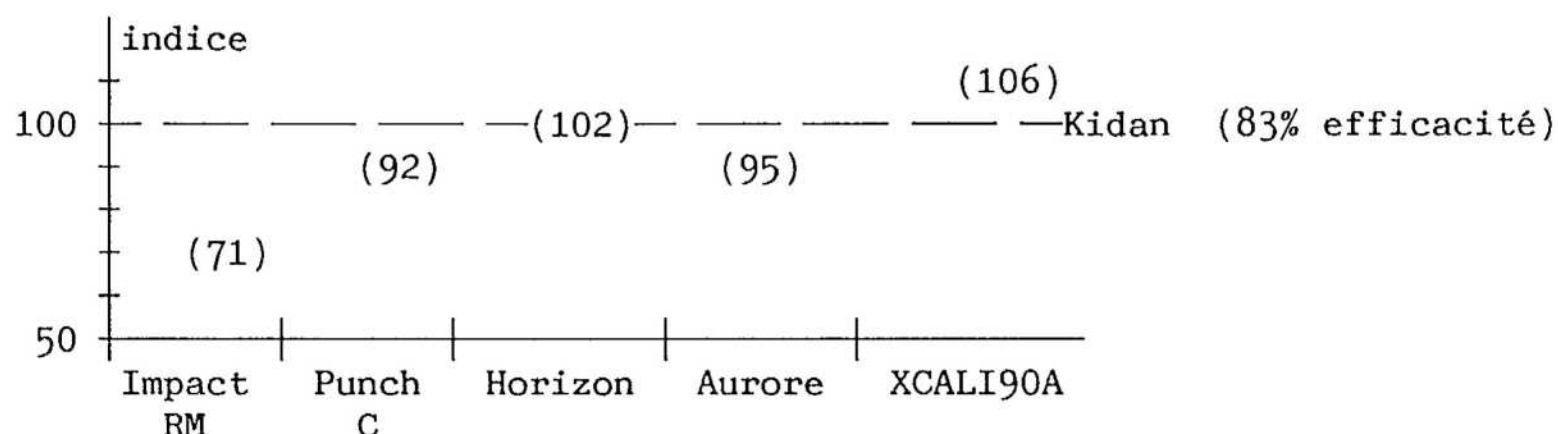 indice
(106)
100 (102) Kidan (83% efficacité)
(92) (95)
(71)
50
Impact Punch Horizon Aurore XCALI90A
RM C